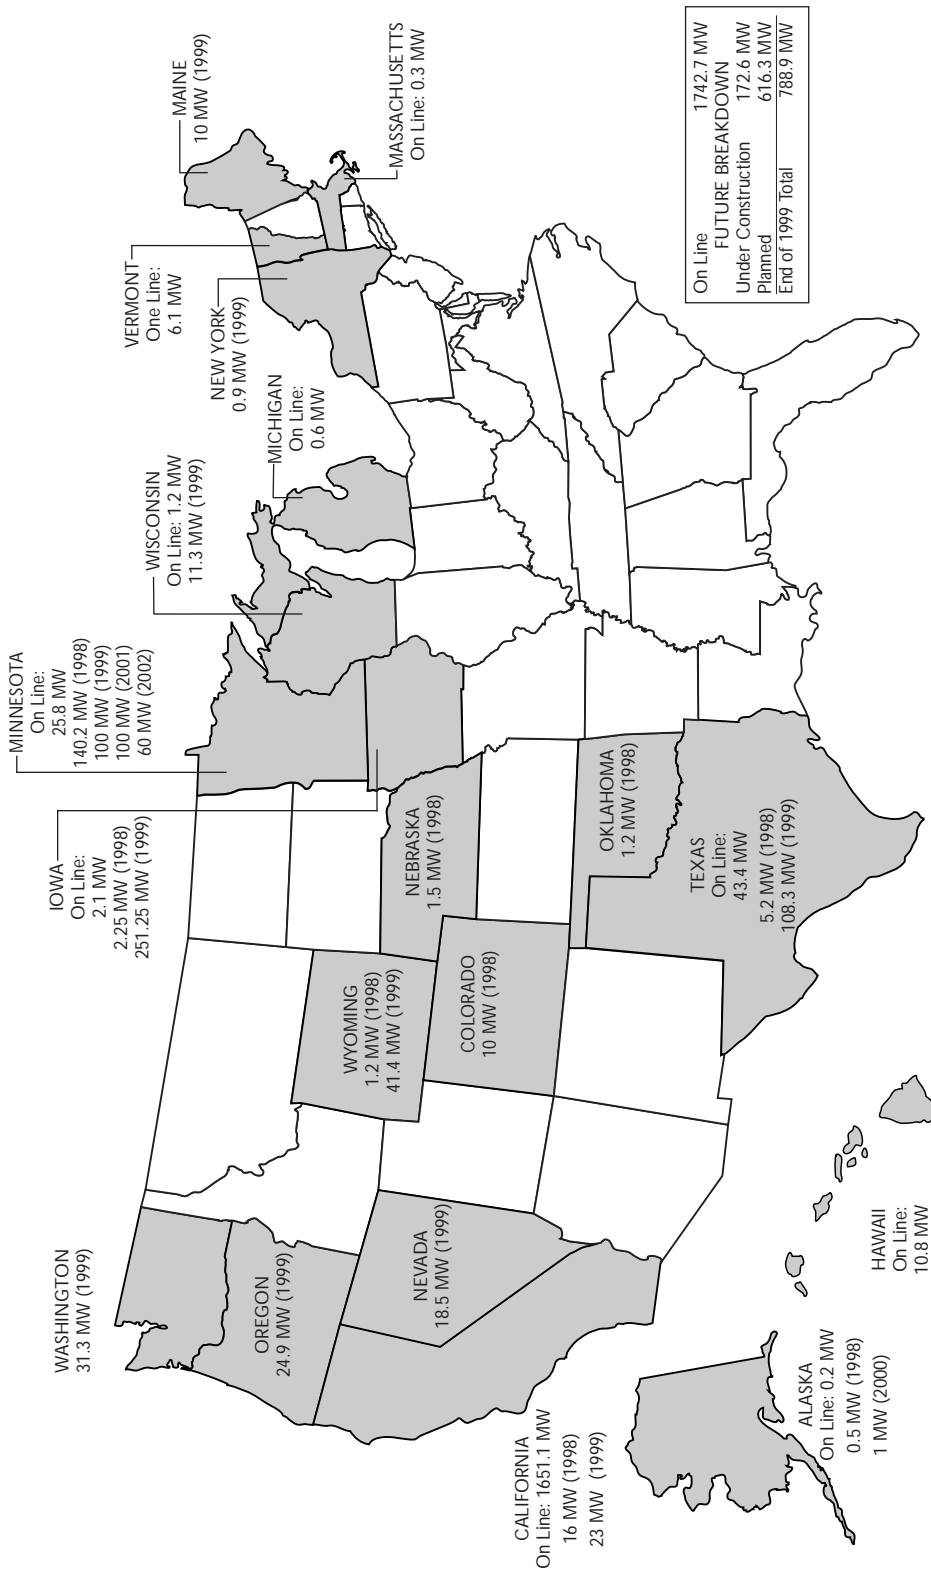 WASHINGTON
31.3 MW (1999)
OREGON
24.9 MW (1999)
NEVADA
18.5 MW (1999)
CALIFORNIA
On Line: 1651.1 MW
16 MW (1998)
23 MW (1999)
ALASKA
On Line: 0.2 MW
0.5 MW (1998)
1 MW (2000)
HAWAII
On Line:
10.8 MW
WYOMING
1.2 MW (1998)
41.4 MW (1999)
COLORADO
10 MW (1998)
NEBRASKA
1.5 MW (1998)
OKLAHOMA
1.2 MW (1998)
TEXAS
On Line:
43.4 MW
5.2 MW (1998)
108.3 MW (1999)
IOWA
On Line:
2.1 MW
2.25 MW (1998)
251.25 MW (1999)
MINNESOTA
On Line:
25.8 MW
140.2 MW (1998)
100 MW (1999)
100 MW (2001)
60 MW (2002)
WISCONSIN
On Line: 1.2 MW
11.3 MW (1999)
MICHIGAN
On Line:
0.6 MW
NEW YORK
0.9 MW (1999)
VERMONT
One Line:
6.1 MW
MAINE
10 MW (1999)
MASSACHUSETTS
On Line: 0.3 MW
On Line 1742.7 MW
FUTURE BREAKDOWN
Under Construction 172.6 MW
Planned 616.3 MW
End of 1999 Total 788.9 MW